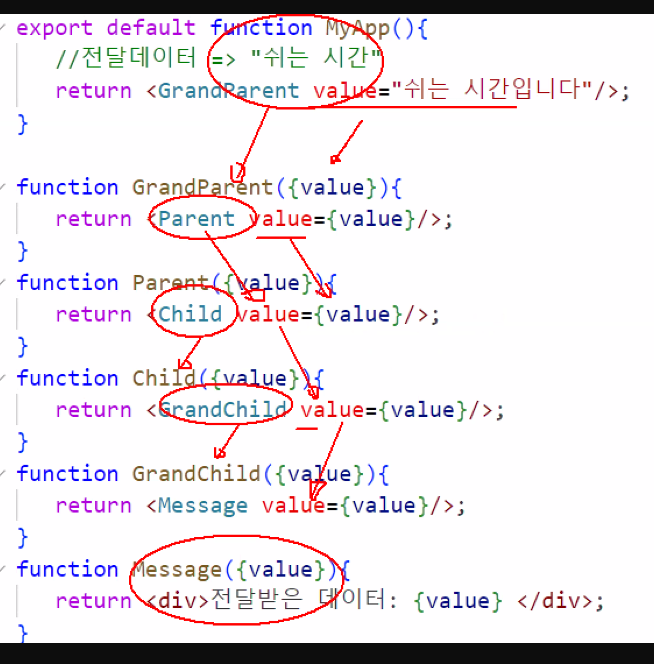 export default function MyApp(){
//전달데이터 => "쉬는 시간"
return <GrandParent value="쉬는 시간입니다"/>;
}
function GrandParent({value}){
return <Parent value={value}/>;
}
function Parent({value}){
return <Child value={value}/>;
}
function Child({value}){
return <GrandChild value={value}/>;
}
function GrandChild({value}){
return <Message value={value}/>;
}
function Message({value}){
return <div>전달받은 데이터: {value} </div>;
}